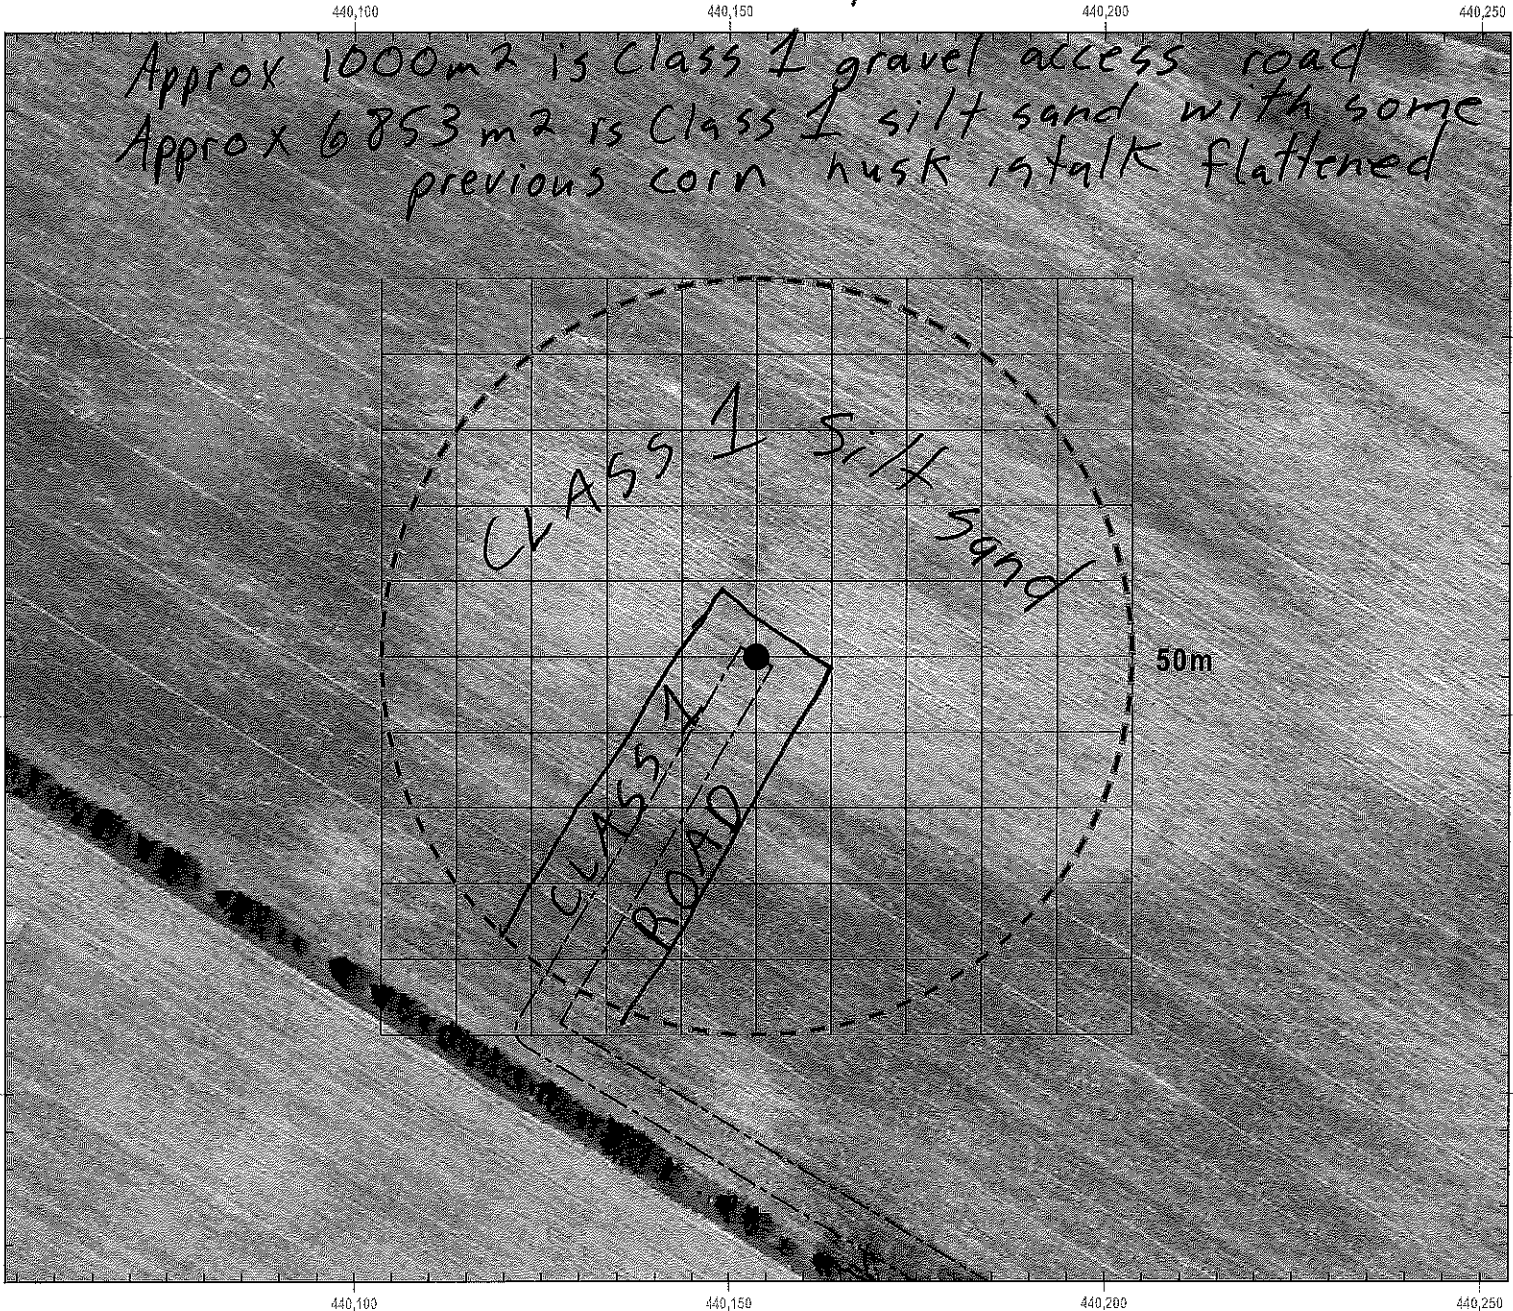 440,100 440,150 440,200 440,250
Approx 1000m2 is Class 1 gravel access road
Approx 6853m2 is Class 1 silt sand with some
previous corn husk, stalk flattened
CLASS 1 Silt sand
50m
CLASS 1
ROAD
440,100 440,150 440,200 440,250